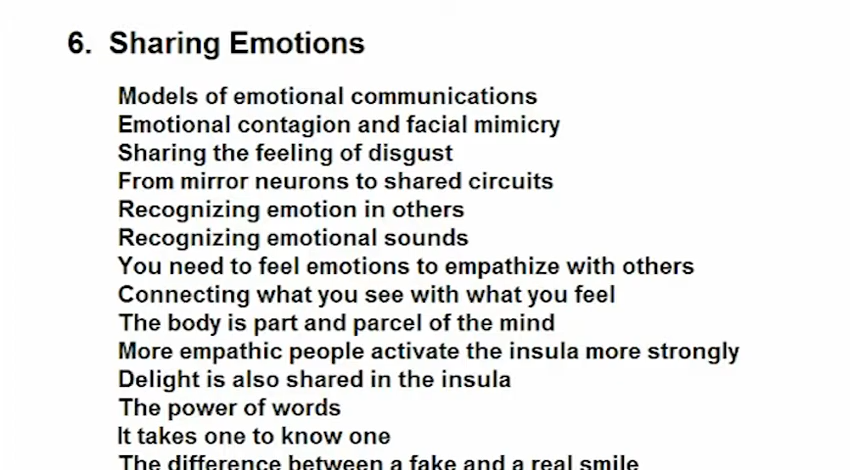 6. Sharing Emotions
Models of emotional communications
Emotional contagion and facial mimicry
Sharing the feeling of disgust
From mirror neurons to shared circuits
Recognizing emotion in others
Recognizing emotional sounds
You need to feel emotions to empathize with others
Connecting what you see with what you feel
The body is part and parcel of the mind
More empathic people activate the insula more strongly
Delight is also shared in the insula
The power of words
It takes one to know one
The difference between a fake and a real smile